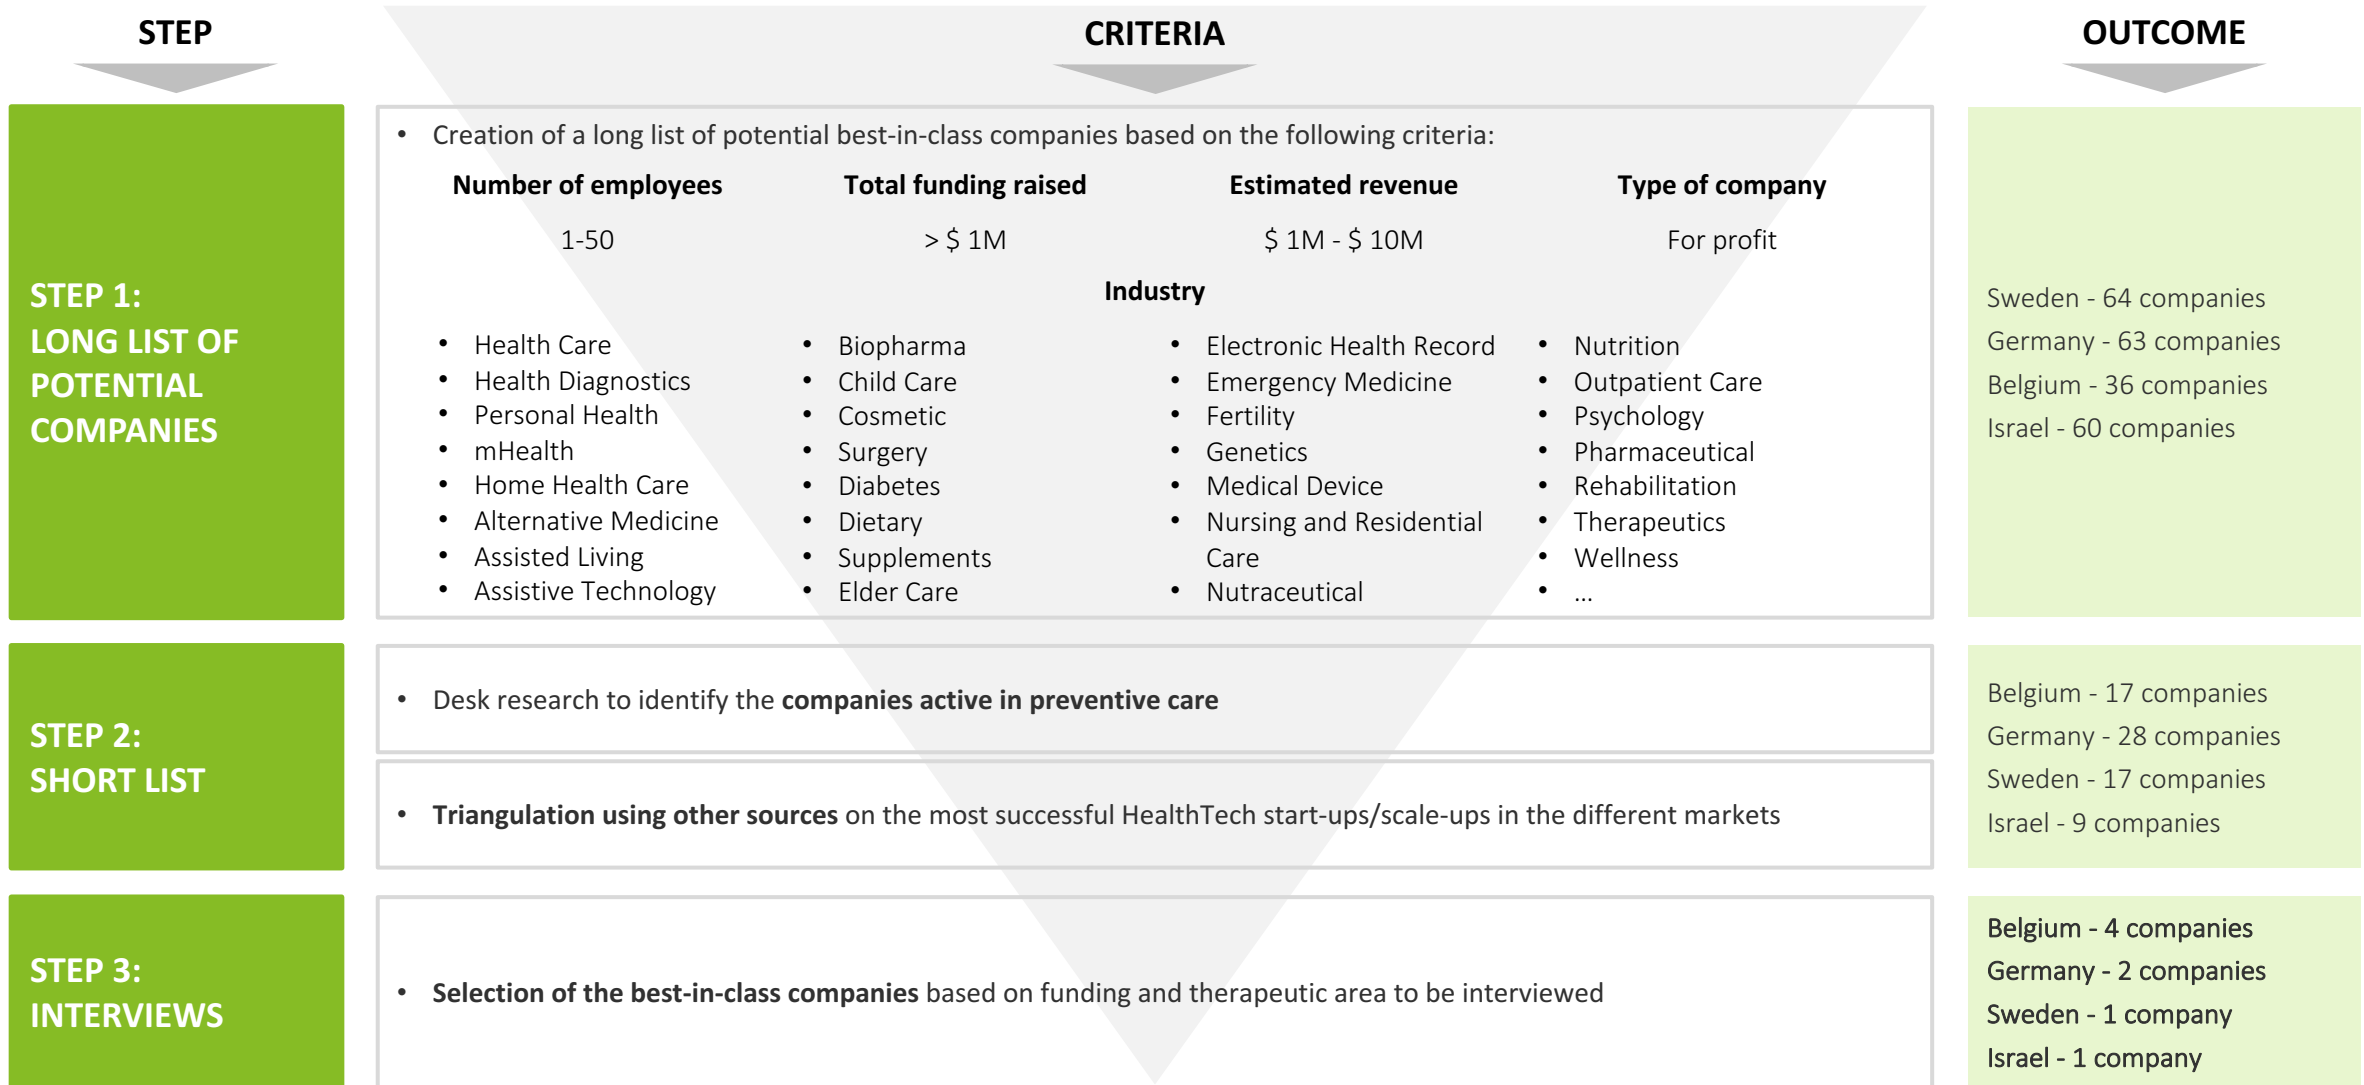 STEP
CRITERIA
OUTCOME
STEP 1:
LONG LIST OF
POTENTIAL
COMPANIES
• Creation of a long list of potential best-in-class companies based on the following criteria:
Number of employees
1-50
Total funding raised
> $ 1M
Estimated revenue
$ 1M - $ 10M
Type of company
For profit
Industry
• Health Care
• Health Diagnostics
• Personal Health
• mHealth
• Home Health Care
• Alternative Medicine
• Assisted Living
• Assistive Technology
• Biopharma
• Child Care
• Cosmetic
• Surgery
• Diabetes
• Dietary
• Supplements
• Elder Care
• Electronic Health Record
• Emergency Medicine
• Fertility
• Genetics
• Medical Device
• Nursing and Residential
Care
• Nutraceutical
• Nutrition
• Outpatient Care
• Psychology
• Pharmaceutical
• Rehabilitation
• Therapeutics
• Wellness
• ...
Sweden - 64 companies
Germany - 63 companies
Belgium - 36 companies
Israel - 60 companies
STEP 2:
SHORT LIST
• Desk research to identify the companies active in preventive care
• Triangulation using other sources on the most successful HealthTech start-ups/scale-ups in the different markets
Belgium - 17 companies
Germany - 28 companies
Sweden - 17 companies
Israel - 9 companies
STEP 3:
INTERVIEWS
• Selection of the best-in-class companies based on funding and therapeutic area to be interviewed
Belgium - 4 companies
Germany - 2 companies
Sweden - 1 company
Israel - 1 company